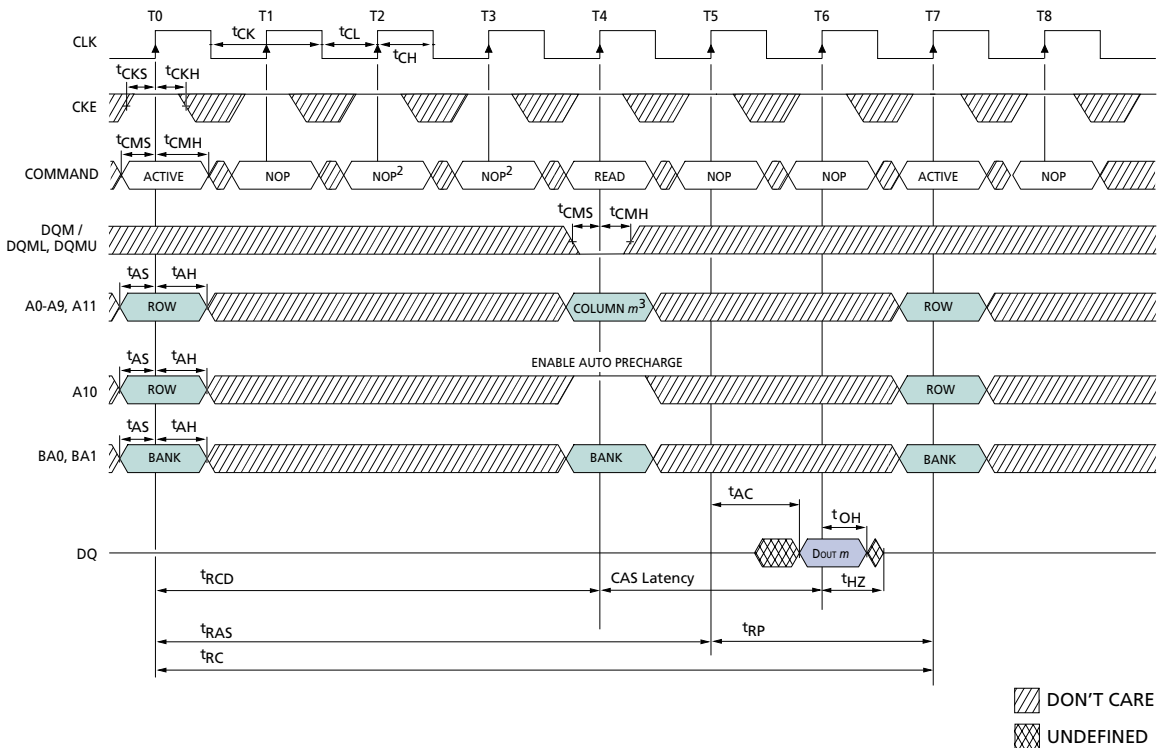 T0 T1 T2 T3 T4 T5 T6 T7 T8
CLK
tCK tCL
tCH
tCKS tCKH
CKE
tCMS tCMH
COMMAND ACTIVE NOP NOP2 NOP2 READ NOP NOP ACTIVE NOP
tCMS tCMH
DQM /
DQML, DQMU
tAS tAH
A0-A9, A11 ROW COLUMN m3 ROW
ENABLE AUTO PRECHARGE
tAS tAH
A10 ROW ROW
tAS tAH
BA0, BA1 BANK BANK BANK
tAC
tOH
DQ DOUT m
tRCD CAS Latency tHZ
tRAS tRP
tRC
DON'T CARE
UNDEFINED